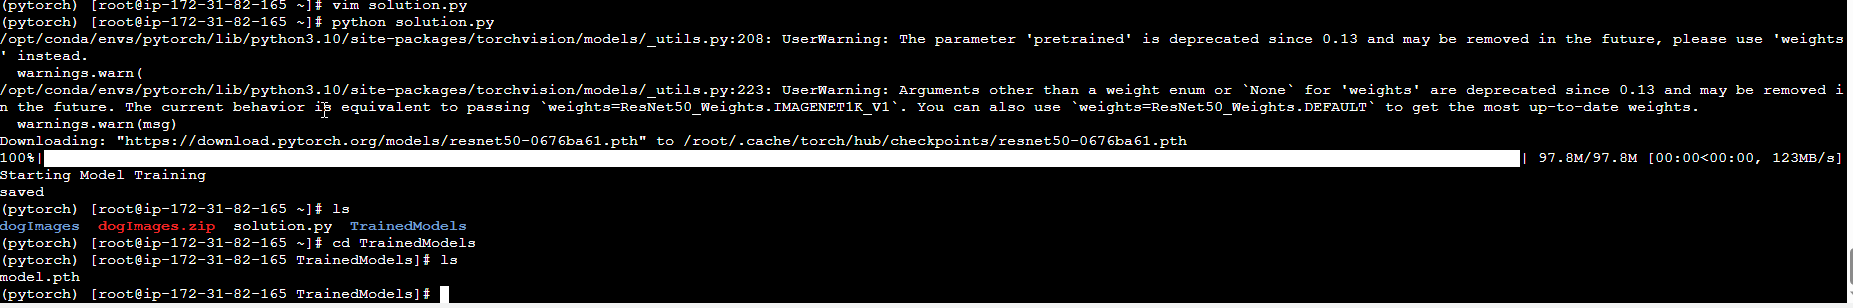 (pytorch) [root@ip-172-31-82-165 ~]# vim solution.py
(pytorch) [root@ip-172-31-82-165 ~]# python solution.py
/opt/conda/envs/pytorch/lib/python3.10/site-packages/torchvision/models/_utils.py:208: UserWarning: The parameter 'pretrained' is deprecated since 0.13 and may be removed in the future, please use 'weights
' instead.
  warnings.warn(
/opt/conda/envs/pytorch/lib/python3.10/site-packages/torchvision/models/_utils.py:223: UserWarning: Arguments other than a weight enum or `None` for 'weights' are deprecated since 0.13 and may be removed i
n the future. The current behavior is equivalent to passing `weights=ResNet50_Weights.IMAGENET1K_V1`. You can also use `weights=ResNet50_Weights.DEFAULT` to get the most up-to-date weights.
  warnings.warn(msg)
Downloading: "https://download.pytorch.org/models/resnet50-0676ba61.pth" to /root/.cache/torch/hub/checkpoints/resnet50-0676ba61.pth
100%| | 97.8M/97.8M [00:00<00:00, 123MB/s]
Starting Model Training
saved
(pytorch) [root@ip-172-31-82-165 ~]# ls
dogImages  dogImages.zip  solution.py  TrainedModels
(pytorch) [root@ip-172-31-82-165 ~]# cd TrainedModels
(pytorch) [root@ip-172-31-82-165 TrainedModels]# ls
model.pth
(pytorch) [root@ip-172-31-82-165 TrainedModels]#